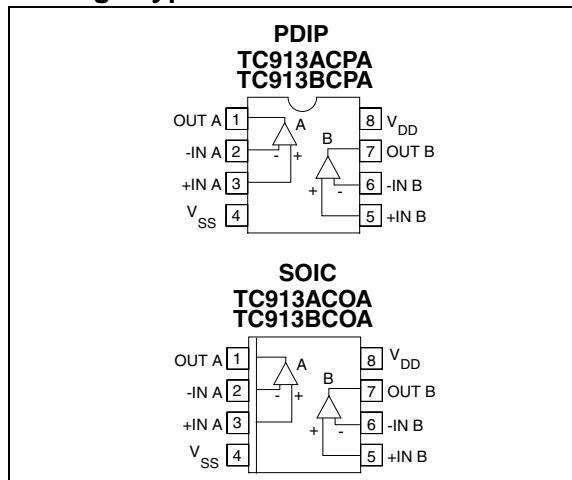 PDIP
TC913ACPA
TC913BCPA
OUT A 1 A 8 VDD
-IN A 2 - + B 7 OUT B
+IN A 3 + - 6 -IN B
VSS 4 5 +IN B
SOIC
TC913ACOA
TC913BCOA
OUT A 1 A 8 VDD
-IN A 2 - + B 7 OUT B
+IN A 3 + - 6 -IN B
VSS 4 5 +IN B